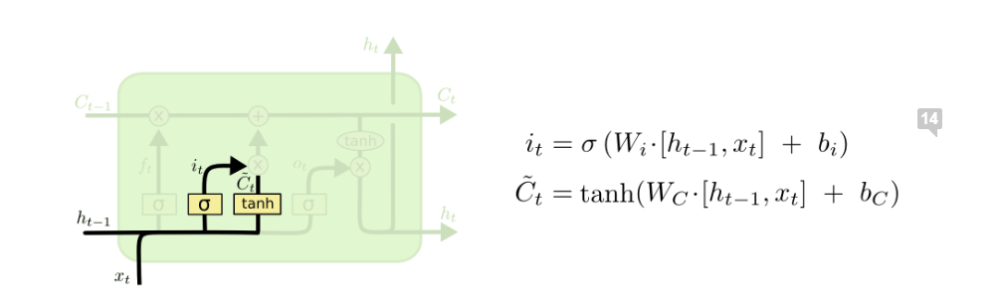 h_t
C_{t-1}
C_t
x
+
tanh
f_t
i_t
x
o_t
x
C̃_t
σ
σ
tanh
σ
h_{t-1}
h_t
x_t
i_t = σ (W_i·[h_{t-1}, x_t] + b_i)
C̃_t = tanh(W_C·[h_{t-1}, x_t] + b_C)
14